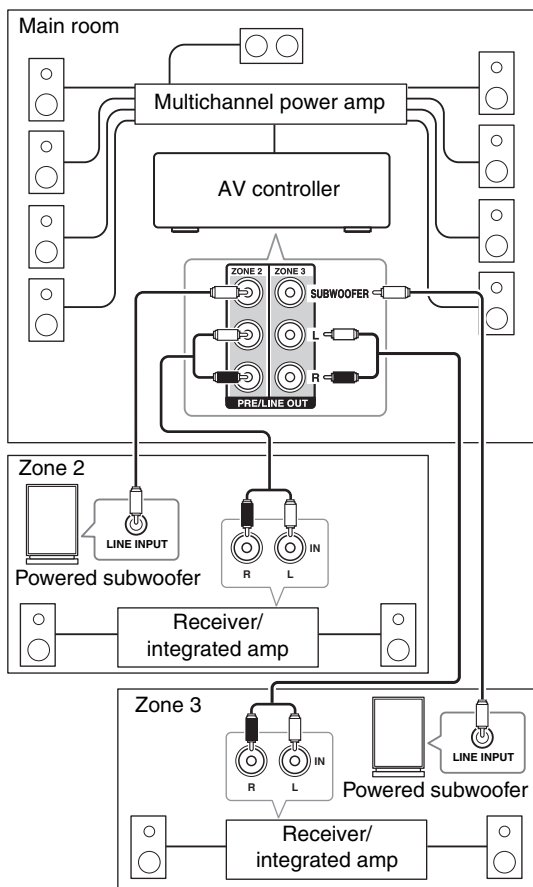 Main room
Multichannel power amp
AV controller
ZONE 2 ZONE 3
SUBWOOFER
L
R
PRE/LINE OUT
Zone 2
LINE INPUT
Powered subwoofer
IN
R L
Receiver/
integrated amp
Zone 3
IN
R L
LINE INPUT
Powered subwoofer
Receiver/
integrated amp